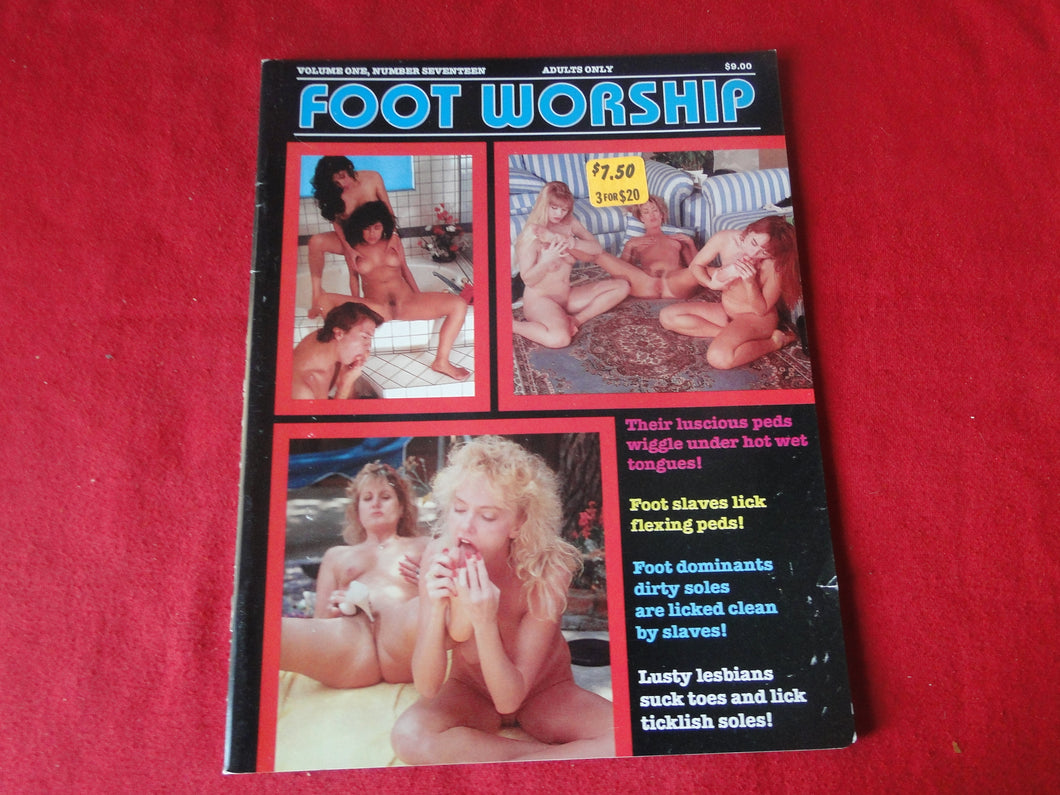 VOLUME ONE, NUMBER SEVENTEEN ADULTS ONLY $9.00
FOOT WORSHIP
$7.50
3 FOR $20
Their luscious peds
wiggle under hot wet
tongues!
Foot slaves lick
flexing peds!
Foot dominants
dirty soles
are licked clean
by slaves!
Lusty lesbians
suck toes and lick
ticklish soles!